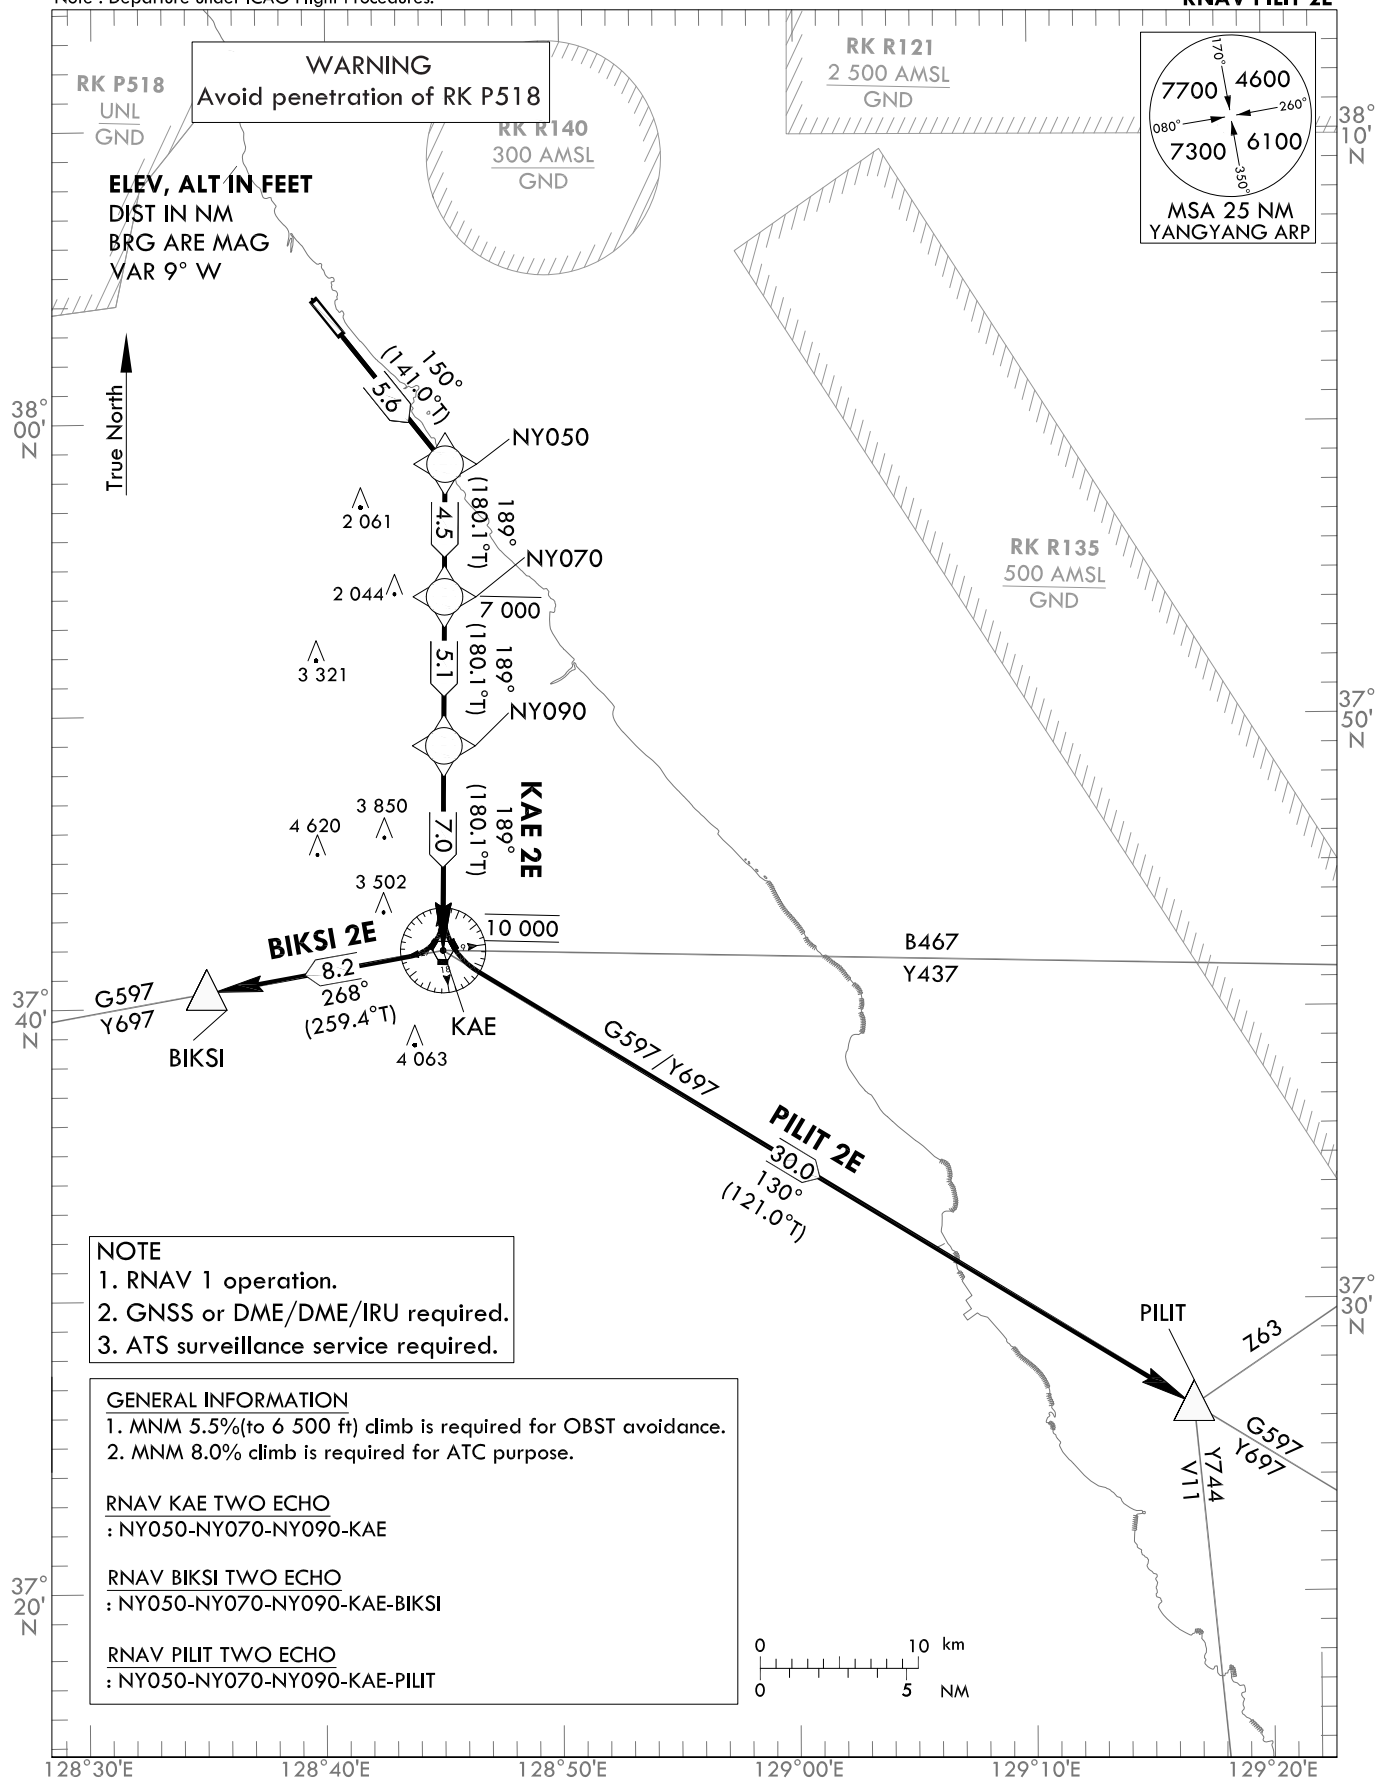 Note : Departure under ICAO Flight Procedures.
RNAV PILIT 2E
WARNING
Avoid penetration of RK P518
RK P518
UNL
GND
RK R140
300 AMSL
GND
RK R121
2 500 AMSL
GND
170°
7700
4600
260°
080°
7300
6100
350°
MSA 25 NM
YANGYANG ARP
38°
10'
N
ELEV, ALT IN FEET
DIST IN NM
BRG ARE MAG
VAR 9° W
True North
38°
00'
N
150°
(141.0°T)
5.6
NY050
2 061
4.5
189°
(180.1°T)
NY070
2 044
7 000
RK R135
500 AMSL
GND
3 321
5.1
189°
(180.1°T)
NY090
37°
50'
N
3 850
4 620
3 502
7.0
189°
(180.1°T)
KAE 2E
10 000
9
18
BIKSI 2E
8.2
268°
(259.4°T)
G597
Y697
BIKSI
KAE
4 063
B467
Y437
37°
40'
N
G597/Y697
PILIT 2E
30.0
130°
(121.0°T)
NOTE
1. RNAV 1 operation.
2. GNSS or DME/DME/IRU required.
3. ATS surveillance service required.
37°
30'
N
PILIT
Z63
G597
Y697
Y744
V11
GENERAL INFORMATION
1. MNM 5.5%(to 6 500 ft) climb is required for OBST avoidance.
2. MNM 8.0% climb is required for ATC purpose.
RNAV KAE TWO ECHO
: NY050-NY070-NY090-KAE
RNAV BIKSI TWO ECHO
: NY050-NY070-NY090-KAE-BIKSI
RNAV PILIT TWO ECHO
: NY050-NY070-NY090-KAE-PILIT
37°
20'
N
0 10 km
0 5 NM
128°30'E 128°40'E 128°50'E 129°00'E 129°10'E 129°20'E